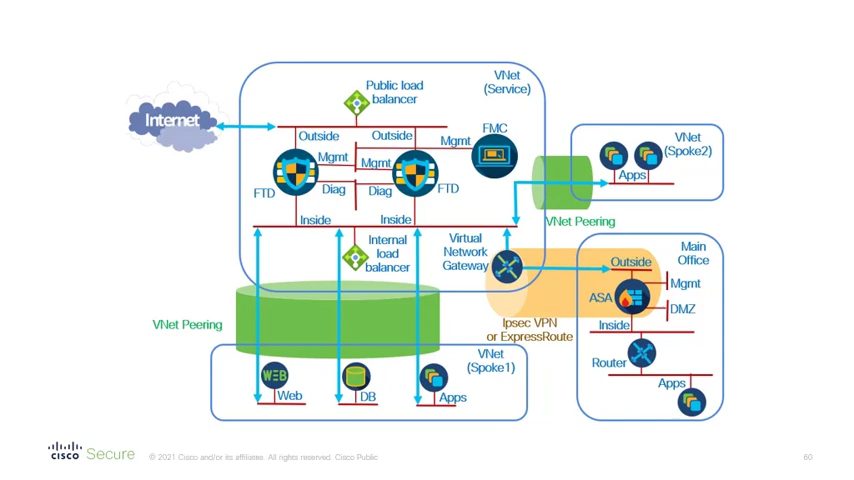 Public load
balancer
VNet
(Service)
Internet
Outside
Outside
FMC
Mgmt
Mgmt
Mgmt
FTD
Diag
Diag
FTD
Inside
Inside
Internal
load
balancer
Virtual
Network
Gateway
VNet
(Spoke2)
Apps
VNet Peering
Main
Office
Outside
Mgmt
ASA
DMZ
Inside
Ipsec VPN
or ExpressRoute
Router
Apps
VNet Peering
VNet
(Spoke1)
WEB
Web
DB
Apps
CISCO Secure
© 2021 Cisco and/or its affiliates. All rights reserved. Cisco Public
60